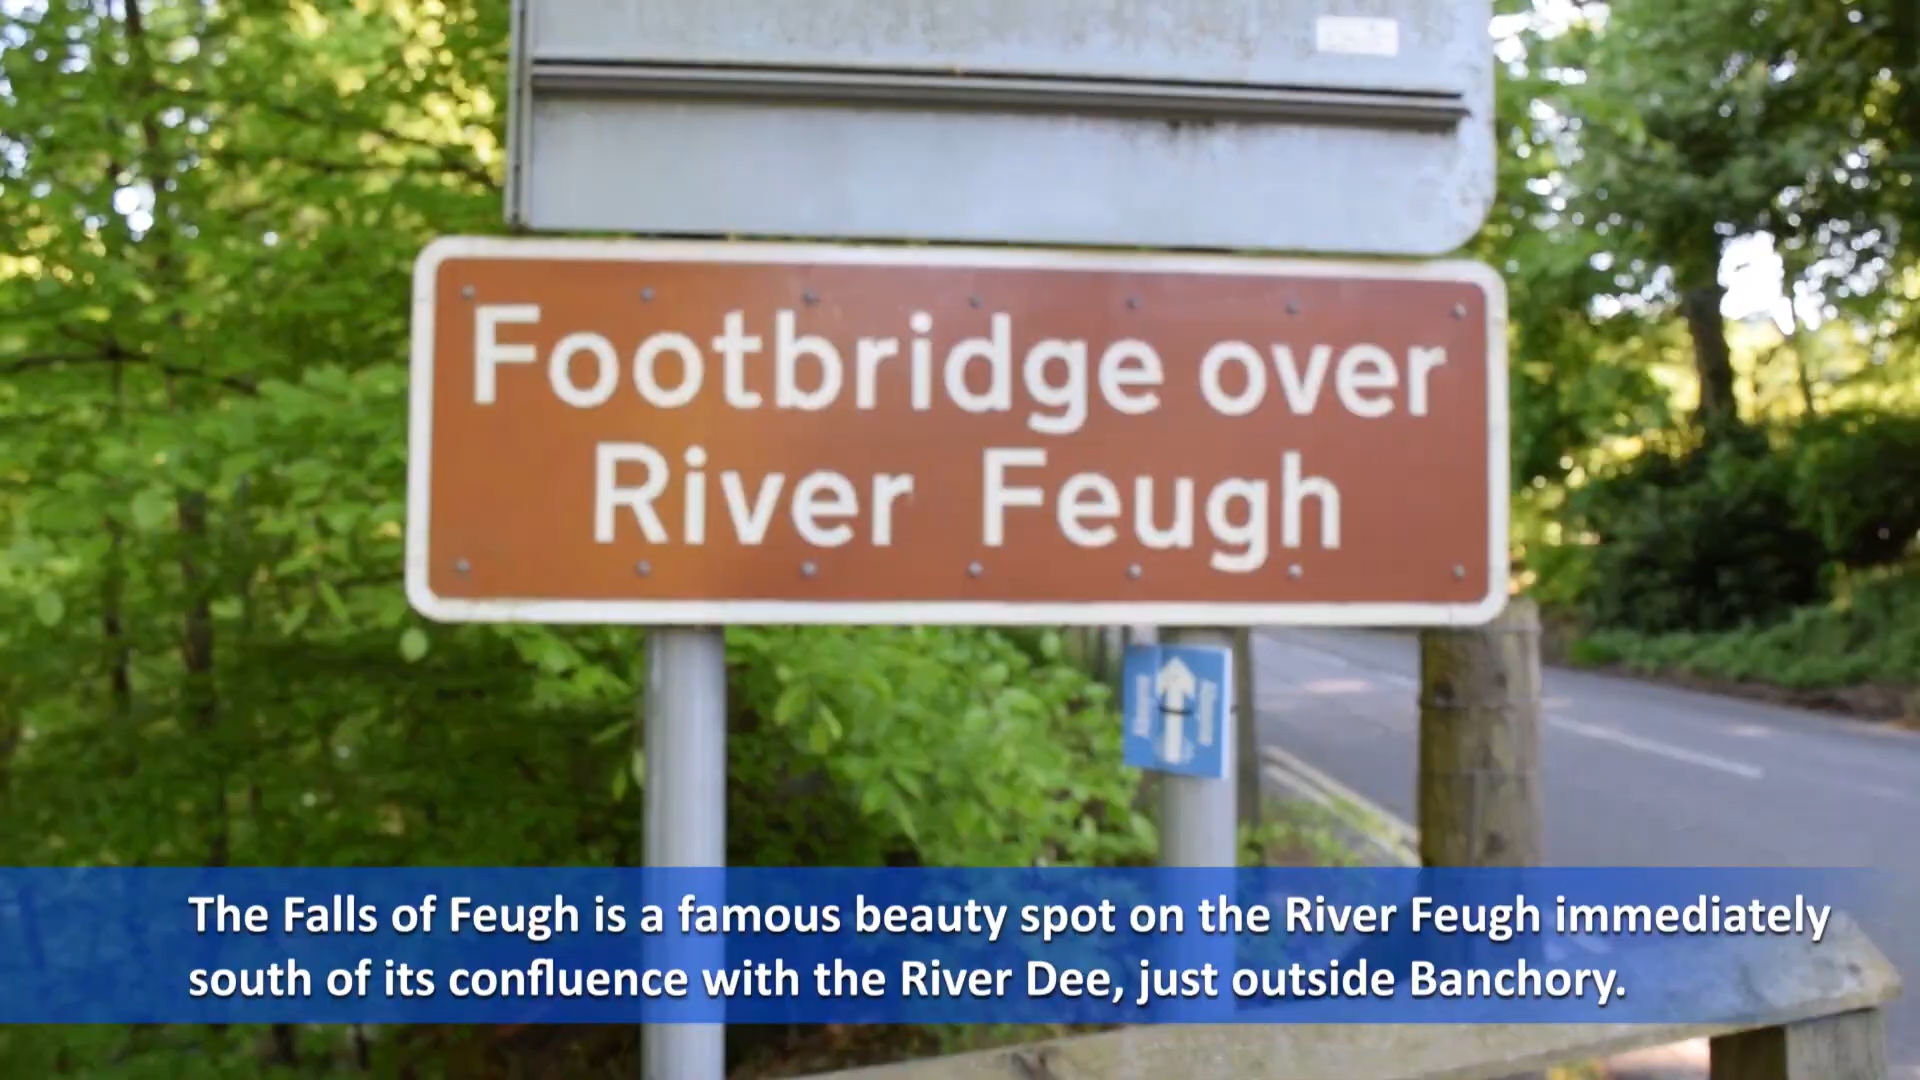 Footbridge over
River Feugh
The Falls of Feugh is a famous beauty spot on the River Feugh immediately
south of its confluence with the River Dee, just outside Banchory.